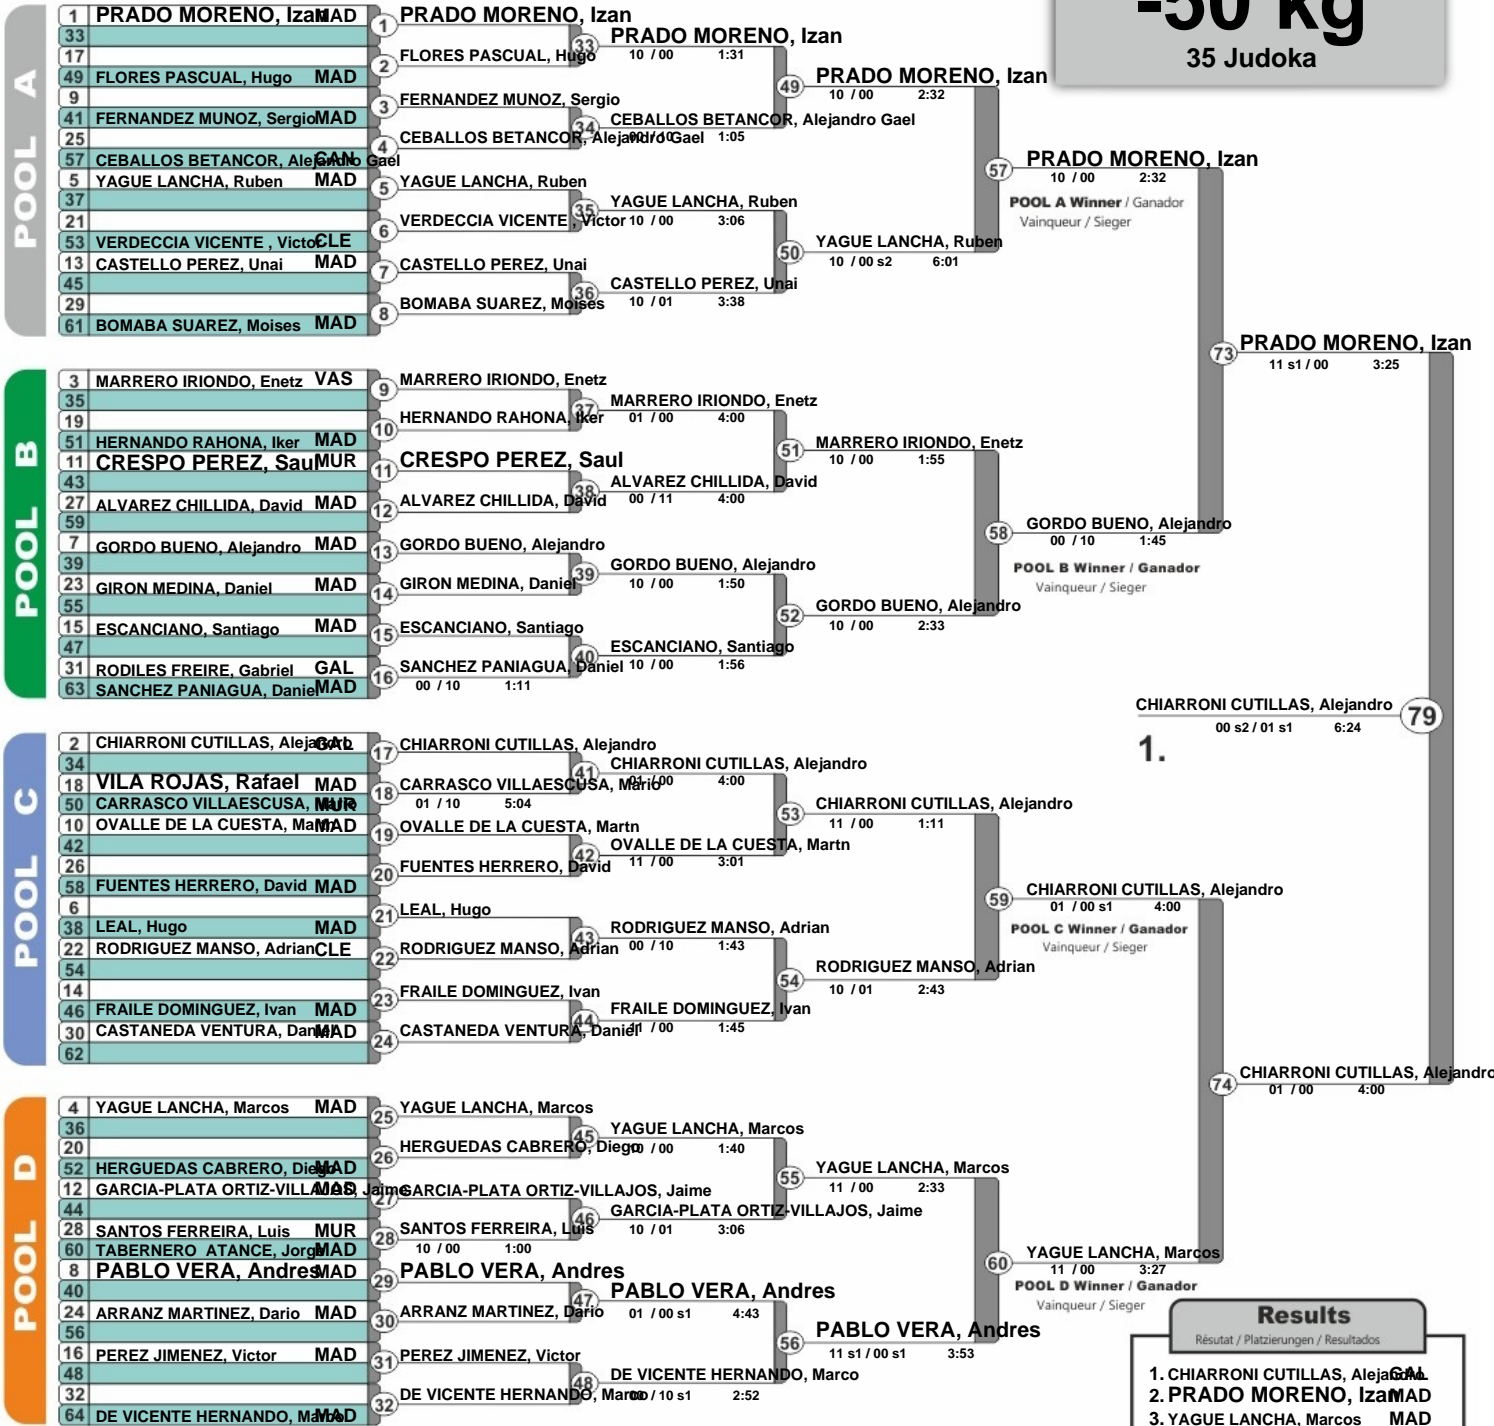 -50 kg
35 Judoka
POOL A
1 PRADO MORENO, Izan MAD
33
17
49 FLORES PASCUAL, Hugo MAD
9
41 FERNANDEZ MUNOZ, Sergio MAD
25
57 CEBALLOS BETANCOR, Alejandro Gael CAN
5 YAGUE LANCHA, Ruben MAD
37
21
53 VERDECCIA VICENTE , Victor CLE
13 CASTELLO PEREZ, Unai MAD
45
29
61 BOMABA SUAREZ, Moises MAD
1 PRADO MORENO, Izan
2 FLORES PASCUAL, Hugo
3 FERNANDEZ MUNOZ, Sergio
4 CEBALLOS BETANCOR, Alejandro Gael
5 YAGUE LANCHA, Ruben
6 VERDECCIA VICENTE , Victor
7 CASTELLO PEREZ, Unai
8 BOMABA SUAREZ, Moises
33 PRADO MORENO, Izan
10 / 00 1:31
34 CEBALLOS BETANCOR, Alejandro Gael
00 / 10 1:05
35 YAGUE LANCHA, Ruben
10 / 00 3:06
36 CASTELLO PEREZ, Unai
10 / 01 3:38
49 PRADO MORENO, Izan
10 / 00 2:32
50 YAGUE LANCHA, Ruben
10 / 00 s2 6:01
57 PRADO MORENO, Izan
10 / 00 2:32
POOL A Winner / Ganador
Vainqueur / Sieger
POOL B
3 MARRERO IRIONDO, Enetz VAS
35
19
51 HERNANDO RAHONA, Iker MAD
11 CRESPO PEREZ, Saul MUR
43
27 ALVAREZ CHILLIDA, David MAD
59
7 GORDO BUENO, Alejandro MAD
39
23 GIRON MEDINA, Daniel MAD
55
15 ESCANCIANO, Santiago MAD
47
31 RODILES FREIRE, Gabriel GAL
63 SANCHEZ PANIAGUA, Daniel MAD
9 MARRERO IRIONDO, Enetz
10 HERNANDO RAHONA, Iker
11 CRESPO PEREZ, Saul
12 ALVAREZ CHILLIDA, David
13 GORDO BUENO, Alejandro
14 GIRON MEDINA, Daniel
15 ESCANCIANO, Santiago
16 SANCHEZ PANIAGUA, Daniel
00 / 10 1:11
37 MARRERO IRIONDO, Enetz
01 / 00 4:00
38 ALVAREZ CHILLIDA, David
00 / 11 4:00
39 GORDO BUENO, Alejandro
10 / 00 1:50
40 ESCANCIANO, Santiago
10 / 00 1:56
51 MARRERO IRIONDO, Enetz
10 / 00 1:55
52 GORDO BUENO, Alejandro
10 / 00 2:33
58 GORDO BUENO, Alejandro
00 / 10 1:45
POOL B Winner / Ganador
Vainqueur / Sieger
73 PRADO MORENO, Izan
11 s1 / 00 3:25
CHIARRONI CUTILLAS, Alejandro 79
00 s2 / 01 s1 6:24
1.
POOL C
2 CHIARRONI CUTILLAS, Alejandro GAL
34
18 VILA ROJAS, Rafael MAD
50 CARRASCO VILLAESCUSA, Mario MUR
10 OVALLE DE LA CUESTA, Martn MAD
42
26
58 FUENTES HERRERO, David MAD
6
38 LEAL, Hugo MAD
22 RODRIGUEZ MANSO, Adrian CLE
54
14
46 FRAILE DOMINGUEZ, Ivan MAD
30 CASTANEDA VENTURA, Daniel MAD
62
17 CHIARRONI CUTILLAS, Alejandro
18 CARRASCO VILLAESCUSA, Mario
01 / 10 5:04
19 OVALLE DE LA CUESTA, Martn
20 FUENTES HERRERO, David
21 LEAL, Hugo
22 RODRIGUEZ MANSO, Adrian
23 FRAILE DOMINGUEZ, Ivan
24 CASTANEDA VENTURA, Daniel
41 CHIARRONI CUTILLAS, Alejandro
01 / 00 4:00
42 OVALLE DE LA CUESTA, Martn
11 / 00 3:01
43 RODRIGUEZ MANSO, Adrian
00 / 10 1:43
44 FRAILE DOMINGUEZ, Ivan
11 / 00 1:45
53 CHIARRONI CUTILLAS, Alejandro
11 / 00 1:11
54 RODRIGUEZ MANSO, Adrian
10 / 01 2:43
59 CHIARRONI CUTILLAS, Alejandro
01 / 00 s1 4:00
POOL C Winner / Ganador
Vainqueur / Sieger
74 CHIARRONI CUTILLAS, Alejandro
01 / 00 4:00
POOL D
4 YAGUE LANCHA, Marcos MAD
36
20
52 HERGUEDAS CABRERO, Diego MAD
12 GARCIA-PLATA ORTIZ-VILLAJOS, Jaime MAD
44
28 SANTOS FERREIRA, Luis MUR
60 TABERNERO ATANCE, Jorge MAD
8 PABLO VERA, Andres MAD
40
24 ARRANZ MARTINEZ, Dario MAD
56
16 PEREZ JIMENEZ, Victor MAD
48
32
64 DE VICENTE HERNANDO, Marco MAD
25 YAGUE LANCHA, Marcos
26 HERGUEDAS CABRERO, Diego
27 GARCIA-PLATA ORTIZ-VILLAJOS, Jaime
28 SANTOS FERREIRA, Luis
10 / 00 1:00
29 PABLO VERA, Andres
30 ARRANZ MARTINEZ, Dario
31 PEREZ JIMENEZ, Victor
32 DE VICENTE HERNANDO, Marco
45 YAGUE LANCHA, Marcos
10 / 00 1:40
46 GARCIA-PLATA ORTIZ-VILLAJOS, Jaime
10 / 01 3:06
47 PABLO VERA, Andres
01 / 00 s1 4:43
48 DE VICENTE HERNANDO, Marco
00 / 10 s1 2:52
55 YAGUE LANCHA, Marcos
11 / 00 2:33
56 PABLO VERA, Andres
11 s1 / 00 s1 3:53
60 YAGUE LANCHA, Marcos
11 / 00 3:27
POOL D Winner / Ganador
Vainqueur / Sieger
Results
Résutat / Platzierungen / Resultados
1. CHIARRONI CUTILLAS, Alejandro GAL
2. PRADO MORENO, Izan MAD
3. YAGUE LANCHA, Marcos MAD